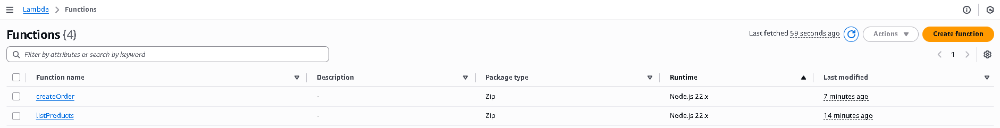 Lambda > Functions
Functions (4)
Last fetched 59 seconds ago
Actions
Create function
Filter by attributes or search by keyword
1
Function name Description Package type Runtime Last modified
createOrder - Zip Node.js 22.x 7 minutes ago
listProducts - Zip Node.js 22.x 14 minutes ago